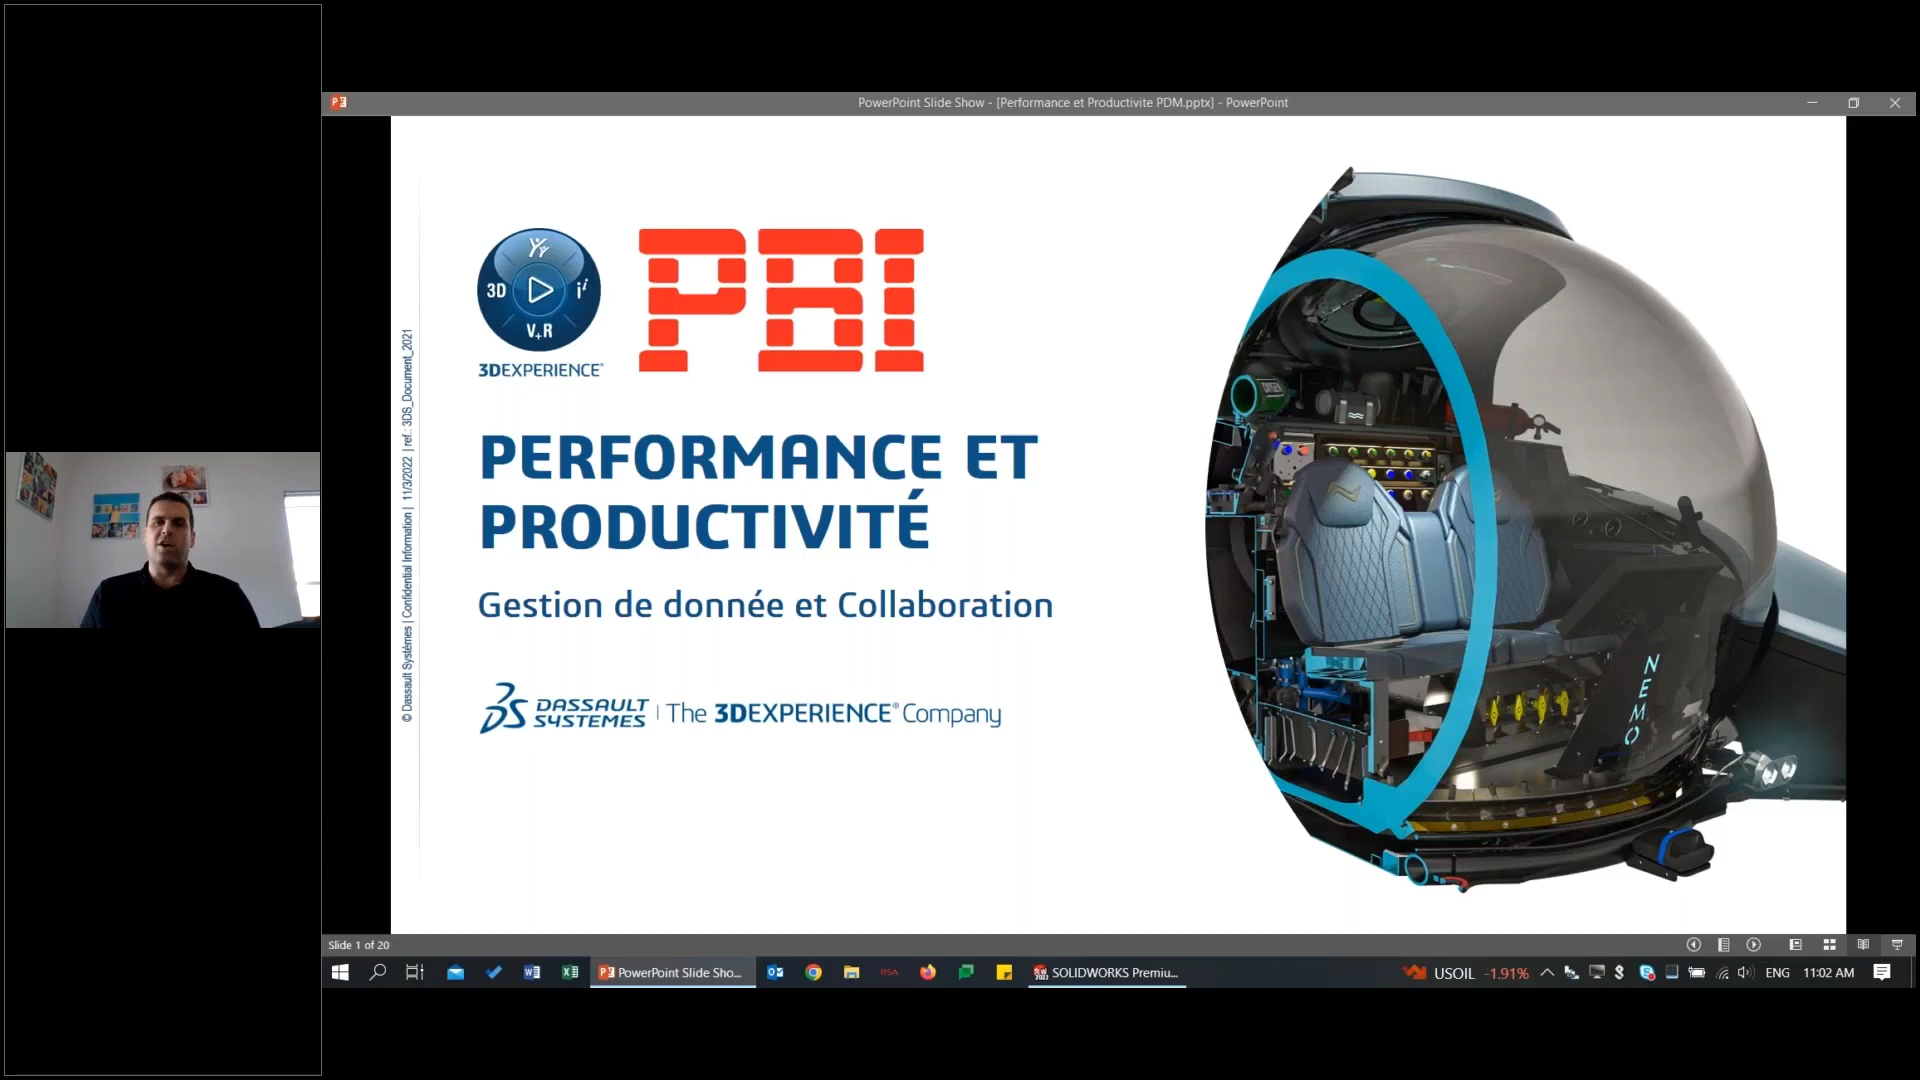 PowerPoint Slide Show - [Performance et Productivite PDM.pptx] - PowerPoint
© Dassault Systèmes | Confidential Information | 11/3/2022 | ref.: 3DS_Document_2021
3D
V+R
3DEXPERIENCE®
PBI
PERFORMANCE ET
PRODUCTIVITÉ
Gestion de donnée et Collaboration
DASSAULT
SYSTEMES | The 3DEXPERIENCE® Company
OXYGEN
NEMO
Slide 1 of 20
PowerPoint Slide Sho...
RSA
SOLIDWORKS Premiu...
USOIL -1.91%
ENG
11:02 AM